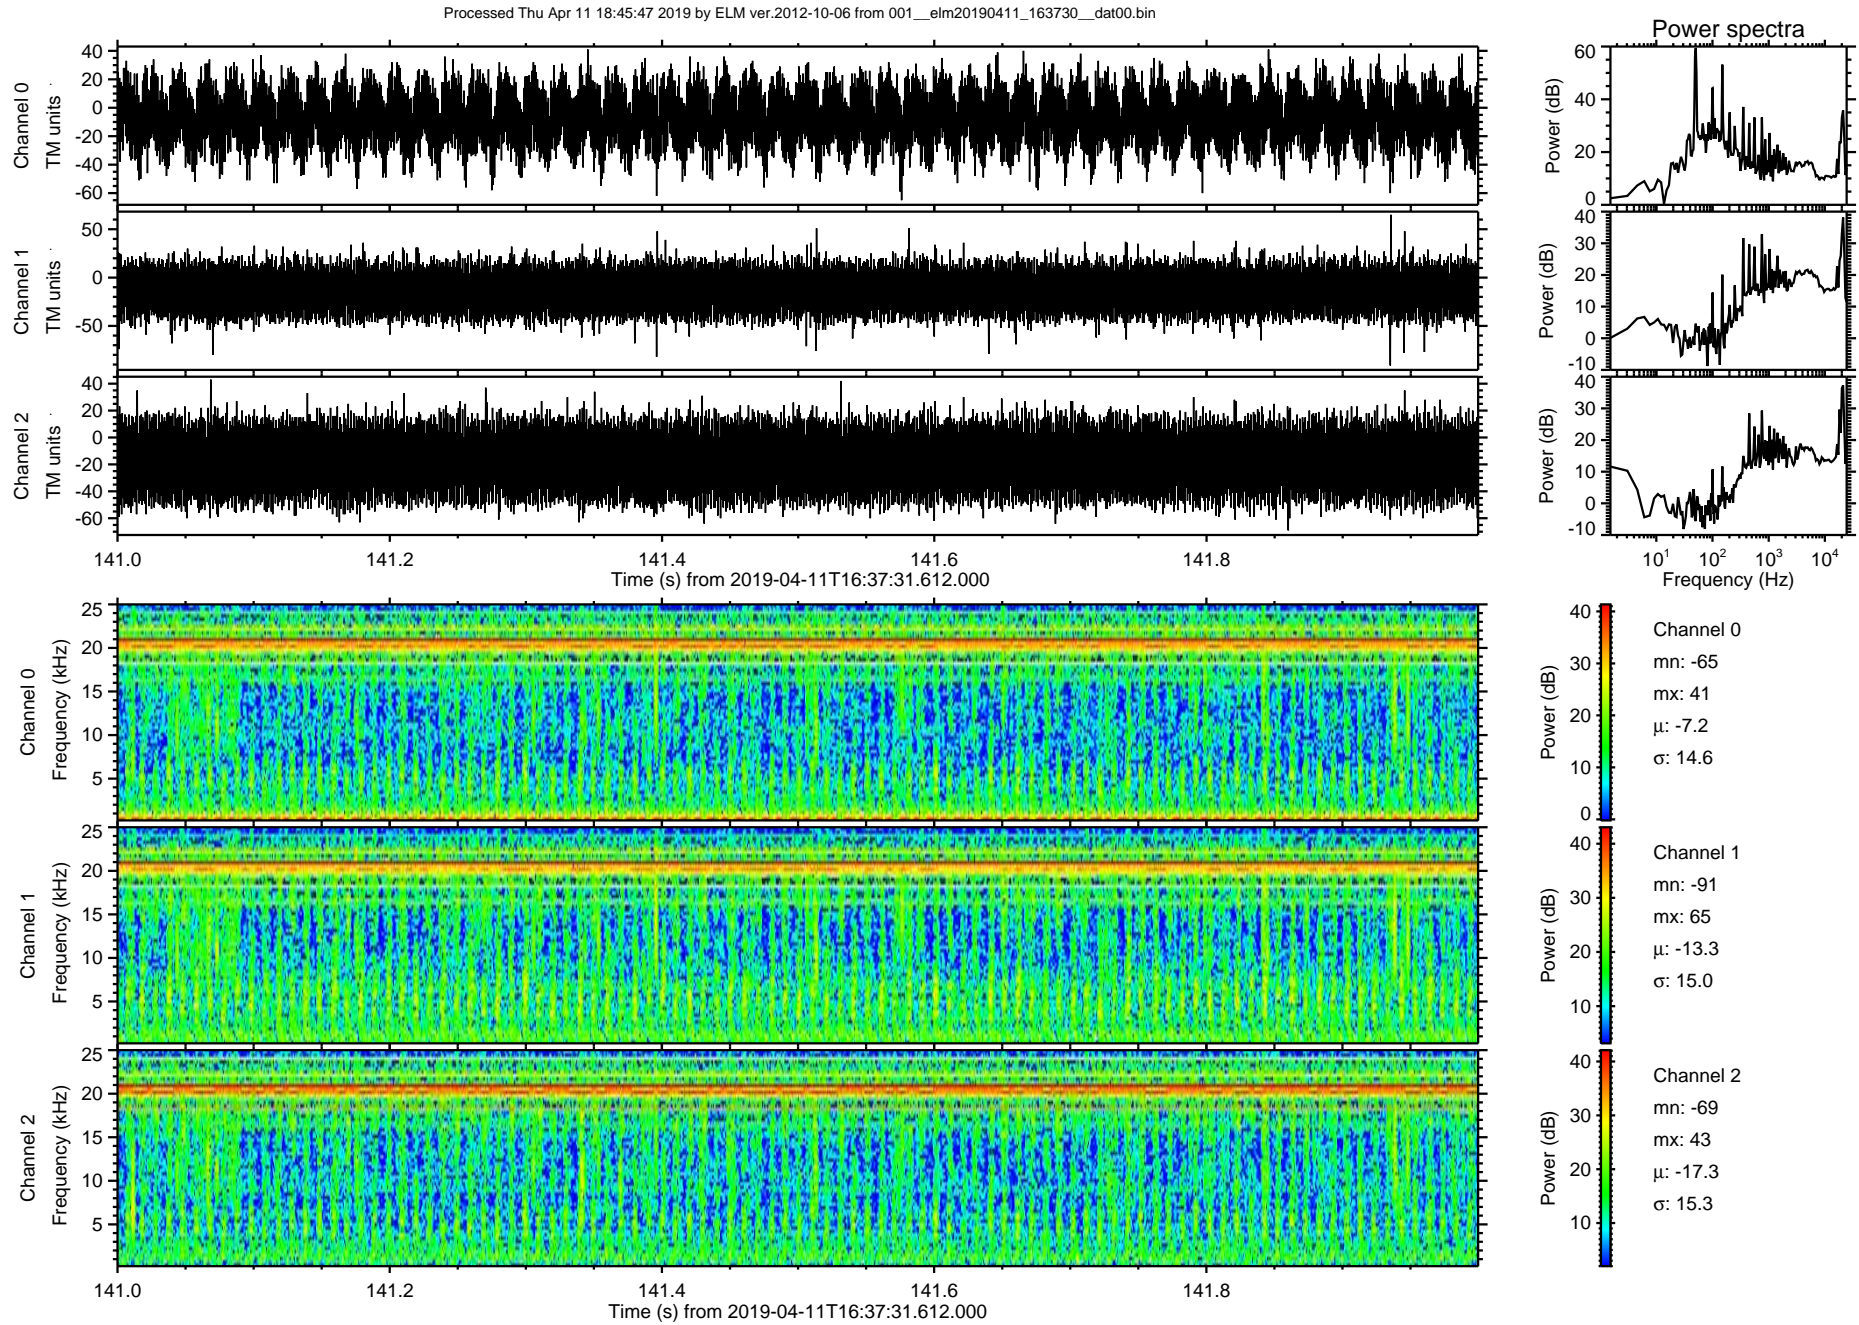 Processed Thu Apr 11 18:45:47 2019 by ELM ver.2012-10-06 from 001__elm20190411_163730__dat00.bin
Power spectra
Channel 0
TM units
40
20
0
-20
-40
-60
Power (dB)
60
40
20
0
Channel 1
TM units
50
0
-50
Power (dB)
40
30
20
10
0
-10
Channel 2
TM units
40
20
0
-20
-40
-60
Power (dB)
40
30
20
10
0
-10
141.0 141.2 141.4 141.6 141.8
Time (s) from 2019-04-11T16:37:31.612.000
10^1 10^2 10^3 10^4
Frequency (Hz)
Channel 0
Frequency (kHz)
25
20
15
10
5
Power (dB)
40
30
20
10
0
Channel 0
mn: -65
mx: 41
µ: -7.2
σ: 14.6
Channel 1
Frequency (kHz)
25
20
15
10
5
Power (dB)
40
30
20
10
Channel 1
mn: -91
mx: 65
µ: -13.3
σ: 15.0
Channel 2
Frequency (kHz)
25
20
15
10
5
Power (dB)
40
30
20
10
Channel 2
mn: -69
mx: 43
µ: -17.3
σ: 15.3
141.0 141.2 141.4 141.6 141.8
Time (s) from 2019-04-11T16:37:31.612.000